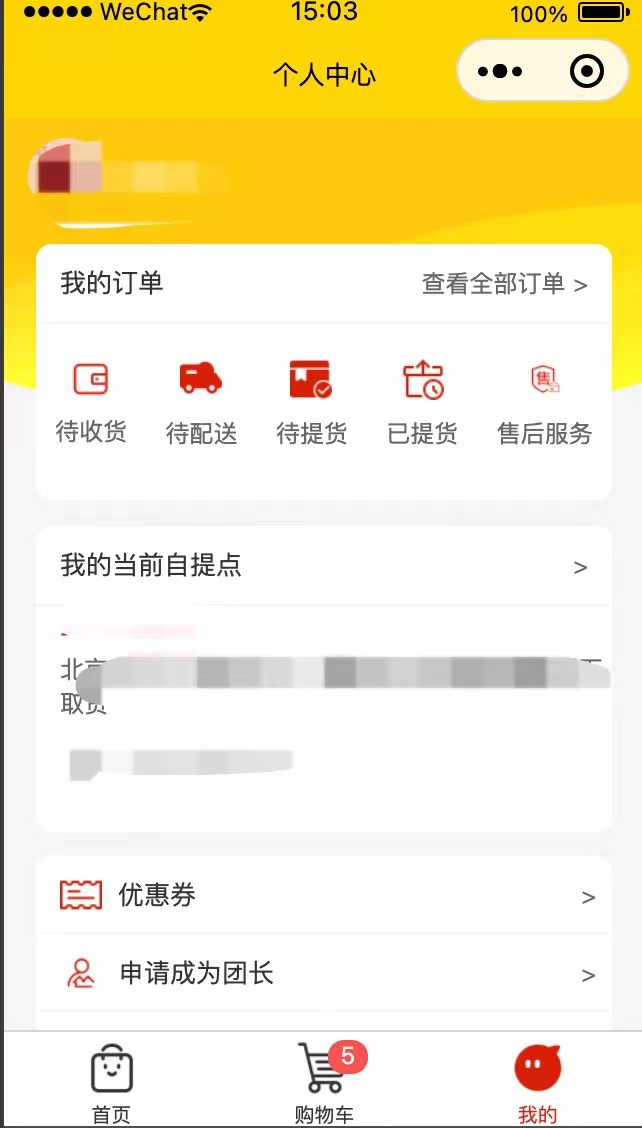 ●●●●● WeChat 15:03 100%
个人中心
我的订单 查看全部订单 >
待收货 待配送 待提货 已提货 售后服务
我的当前自提点 >
北京
取货
优惠券 >
申请成为团长 >
5
首页 购物车 我的